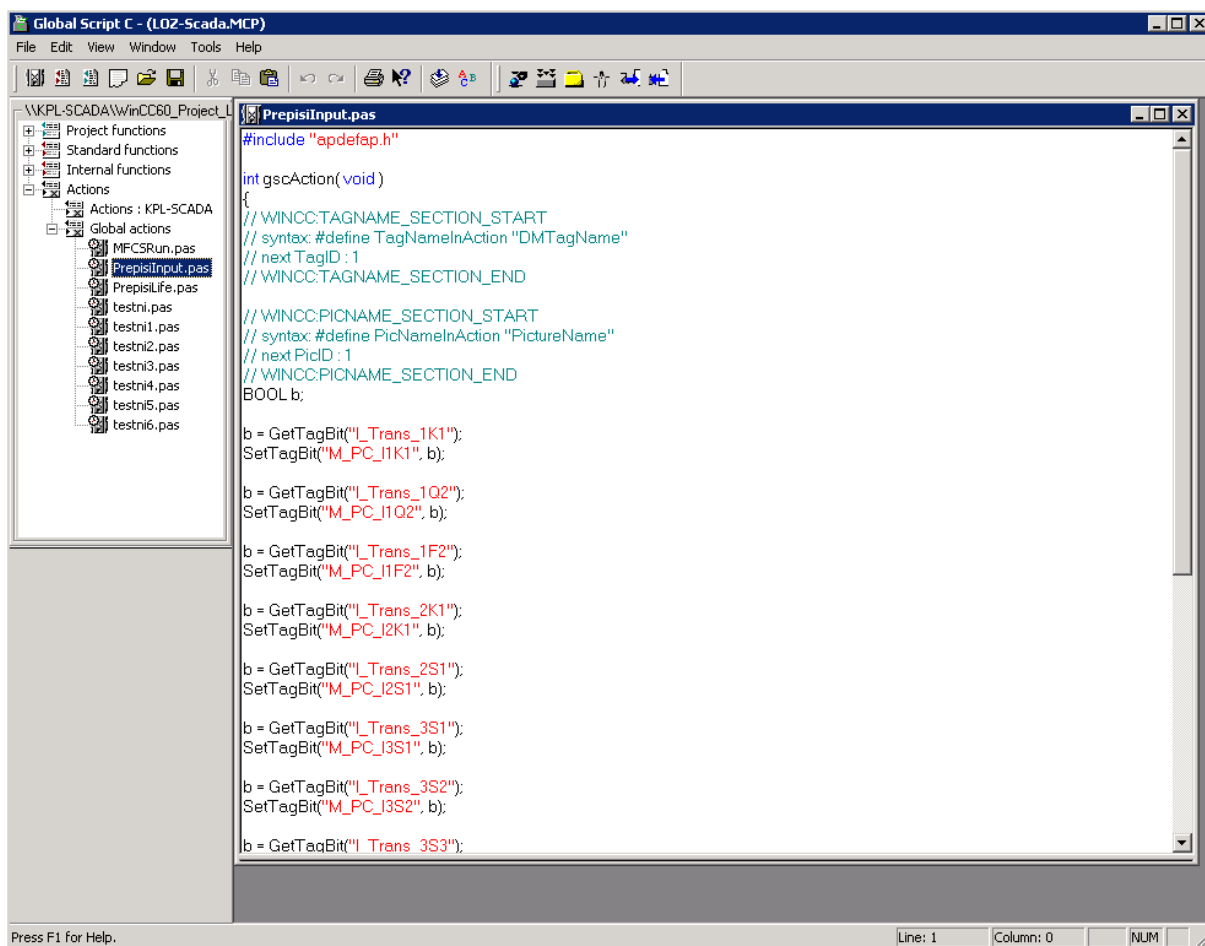 Global Script C - (LOZ-Scada.MCP)
File Edit View Window Tools Help
\\KPL-SCADA\WinCC60_Project_L
Project functions
Standard functions
Internal functions
Actions
Actions : KPL-SCADA
Global actions
MFCSRun.pas
PrepisiInput.pas
PrepisiLife.pas
testni.pas
testni1.pas
testni2.pas
testni3.pas
testni4.pas
testni5.pas
testni6.pas
PrepisiInput.pas
#include "apdefap.h"
int gscAction( void )
{
// WINCC:TAGNAME_SECTION_START
// syntax: #define TagNameInAction "DMTagName"
// next TagID : 1
// WINCC:TAGNAME_SECTION_END
// WINCC:PICNAME_SECTION_START
// syntax: #define PicNameInAction "PictureName"
// next PicID : 1
// WINCC:PICNAME_SECTION_END
BOOL b;
b = GetTagBit("I_Trans_1K1");
SetTagBit("M_PC_I1K1", b);
b = GetTagBit("I_Trans_1Q2");
SetTagBit("M_PC_I1Q2", b);
b = GetTagBit("I_Trans_1F2");
SetTagBit("M_PC_I1F2", b);
b = GetTagBit("I_Trans_2K1");
SetTagBit("M_PC_I2K1", b);
b = GetTagBit("I_Trans_2S1");
SetTagBit("M_PC_I2S1", b);
b = GetTagBit("I_Trans_3S1");
SetTagBit("M_PC_I3S1", b);
b = GetTagBit("I_Trans_3S2");
SetTagBit("M_PC_I3S2", b);
b = GetTagBit("I_Trans_3S3");
Press F1 for Help.
Line: 1
Column: 0
NUM